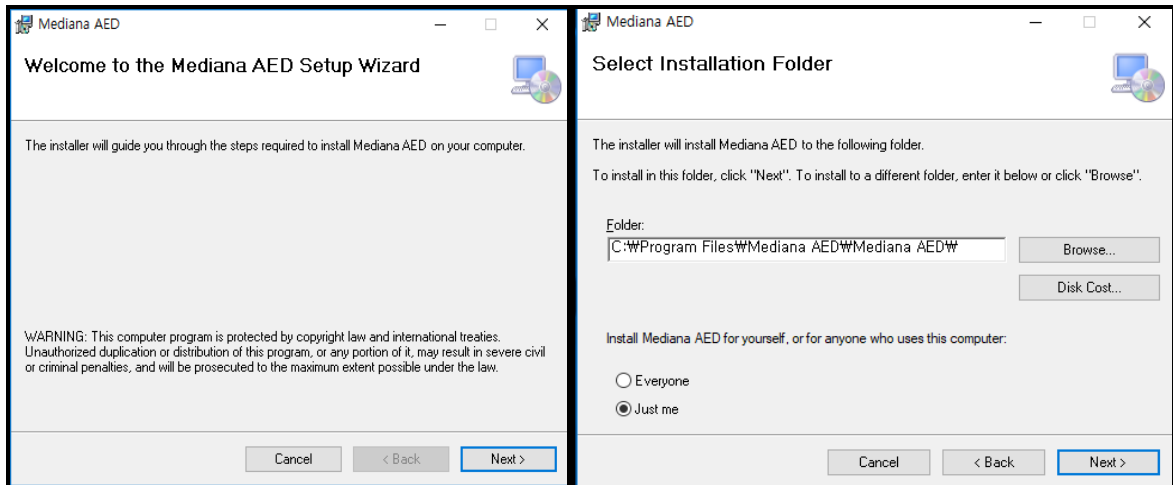 Mediana AED
Welcome to the Mediana AED Setup Wizard
The installer will guide you through the steps required to install Mediana AED on your computer.
WARNING: This computer program is protected by copyright law and international treaties.
Unauthorized duplication or distribution of this program, or any portion of it, may result in severe civil
or criminal penalties, and will be prosecuted to the maximum extent possible under the law.
Cancel
< Back
Next >
Mediana AED
Select Installation Folder
The installer will install Mediana AED to the following folder.
To install in this folder, click "Next". To install to a different folder, enter it below or click "Browse".
Folder:
C:₩Program Files₩Mediana AED₩Mediana AED₩
Browse...
Disk Cost...
Install Mediana AED for yourself, or for anyone who uses this computer:
Everyone
Just me
Cancel
< Back
Next >